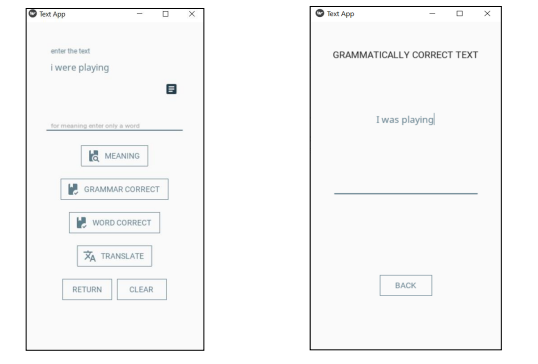 Text App
enter the text
i were playing
for meaning enter only a word
MEANING
GRAMMAR CORRECT
WORD CORRECT
TRANSLATE
RETURN CLEAR
Text App
GRAMMATICALLY CORRECT TEXT
I was playing
BACK